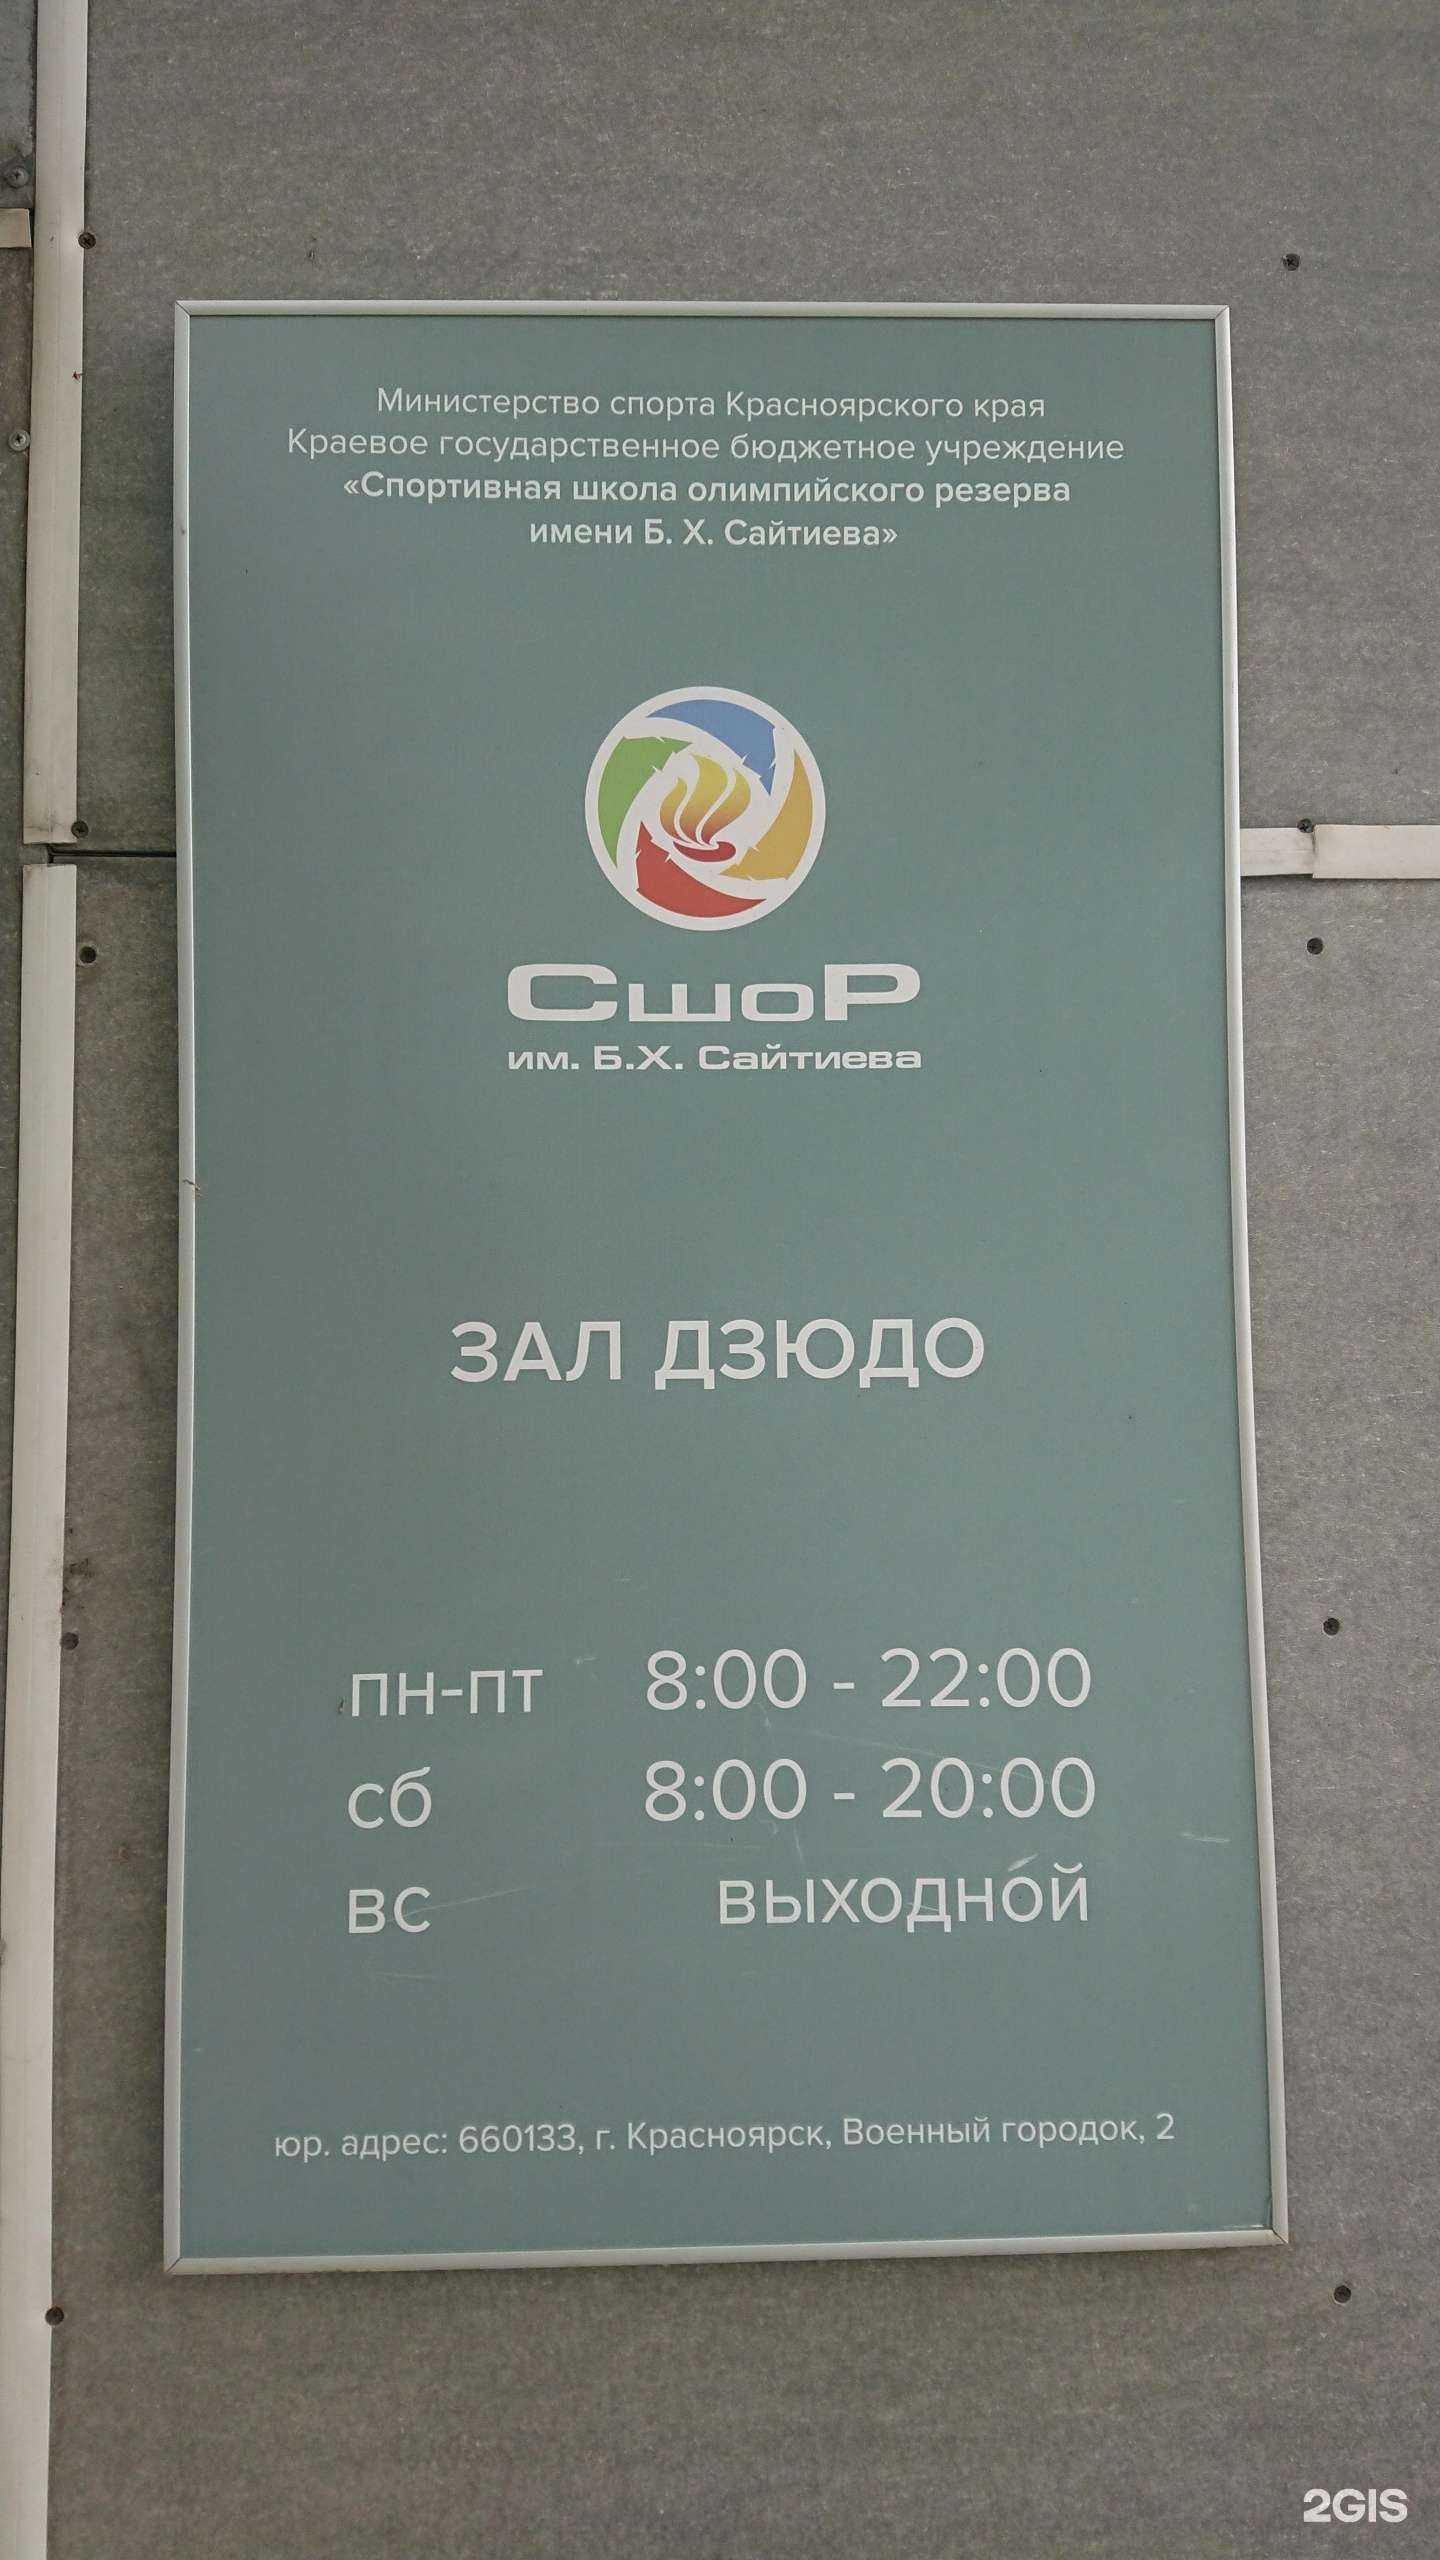 Министерство спорта Красноярского края
Краевое государственное бюджетное учреждение
«Спортивная школа олимпийского резерва
имени Б. Х. Сайтиева»
СшоР
им. Б.Х. Сайтиева
ЗАЛ ДЗЮДО
пн-пт 8:00 - 22:00
сб 8:00 - 20:00
вс выходной
юр. адрес: 660133, г. Красноярск, Военный городок, 2
2GIS